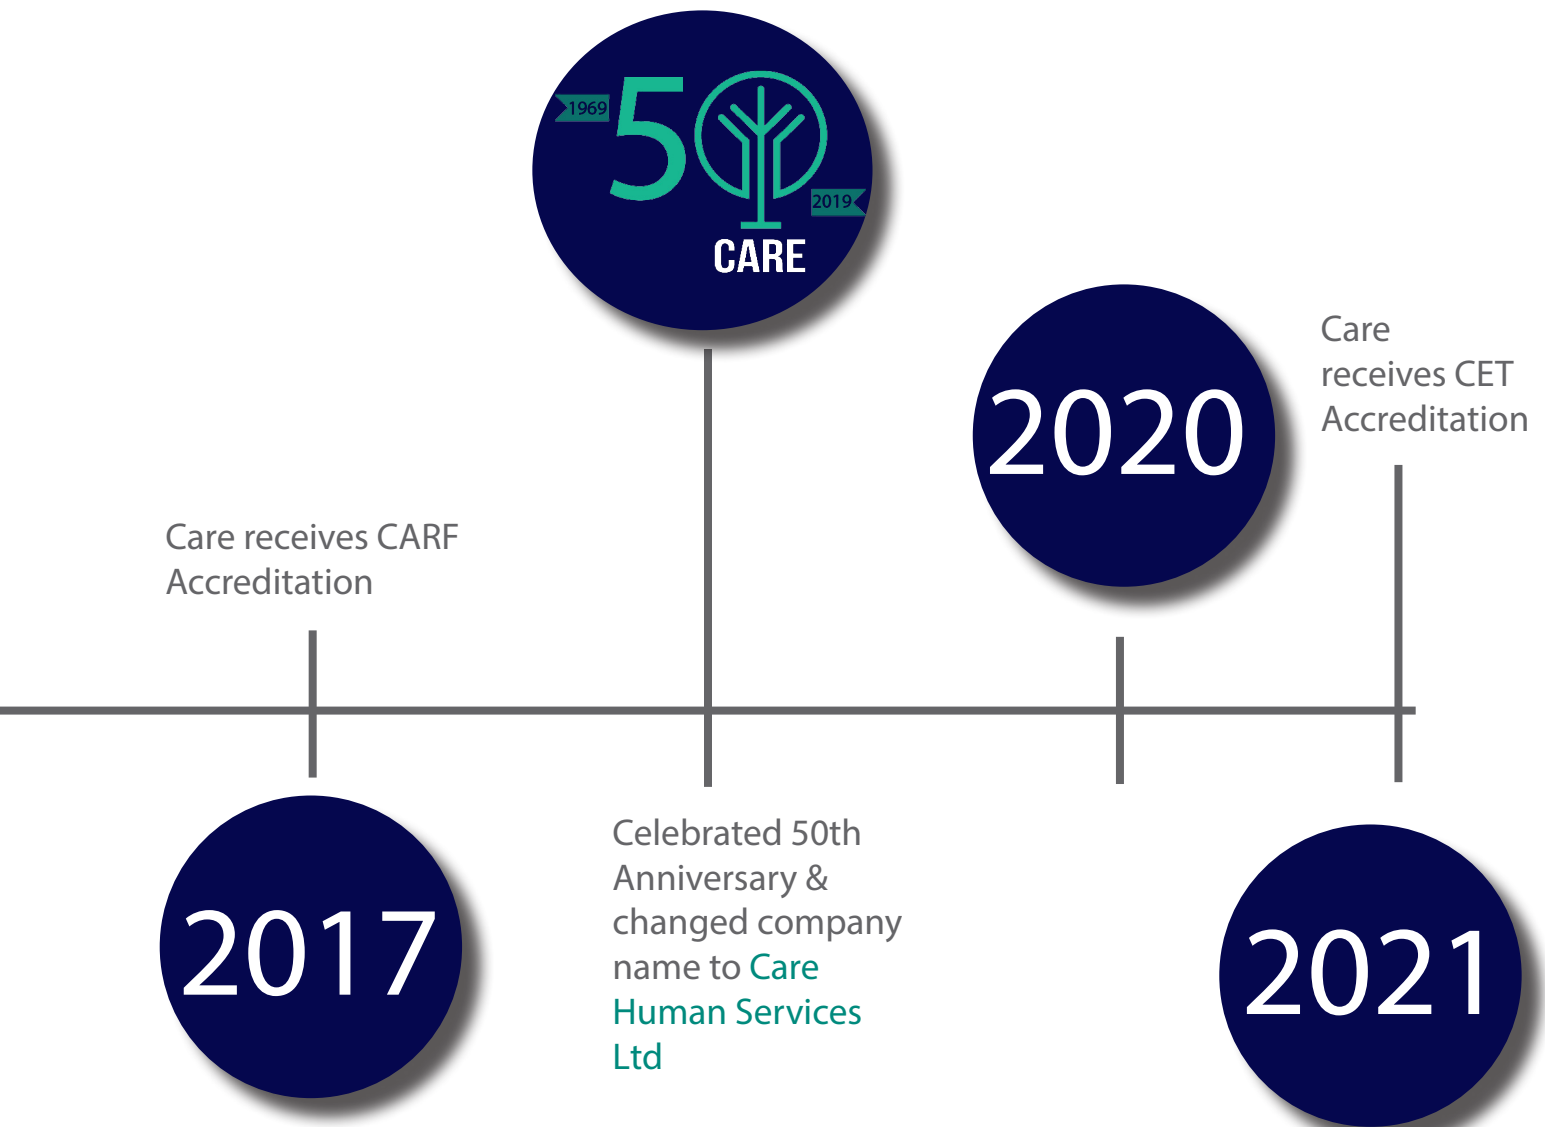 1969
50
2019
CARE
2020
Care
receives CET
Accreditation
Care receives CARF
Accreditation
2017
Celebrated 50th
Anniversary &
changed company
name to Care
Human Services
Ltd
2021